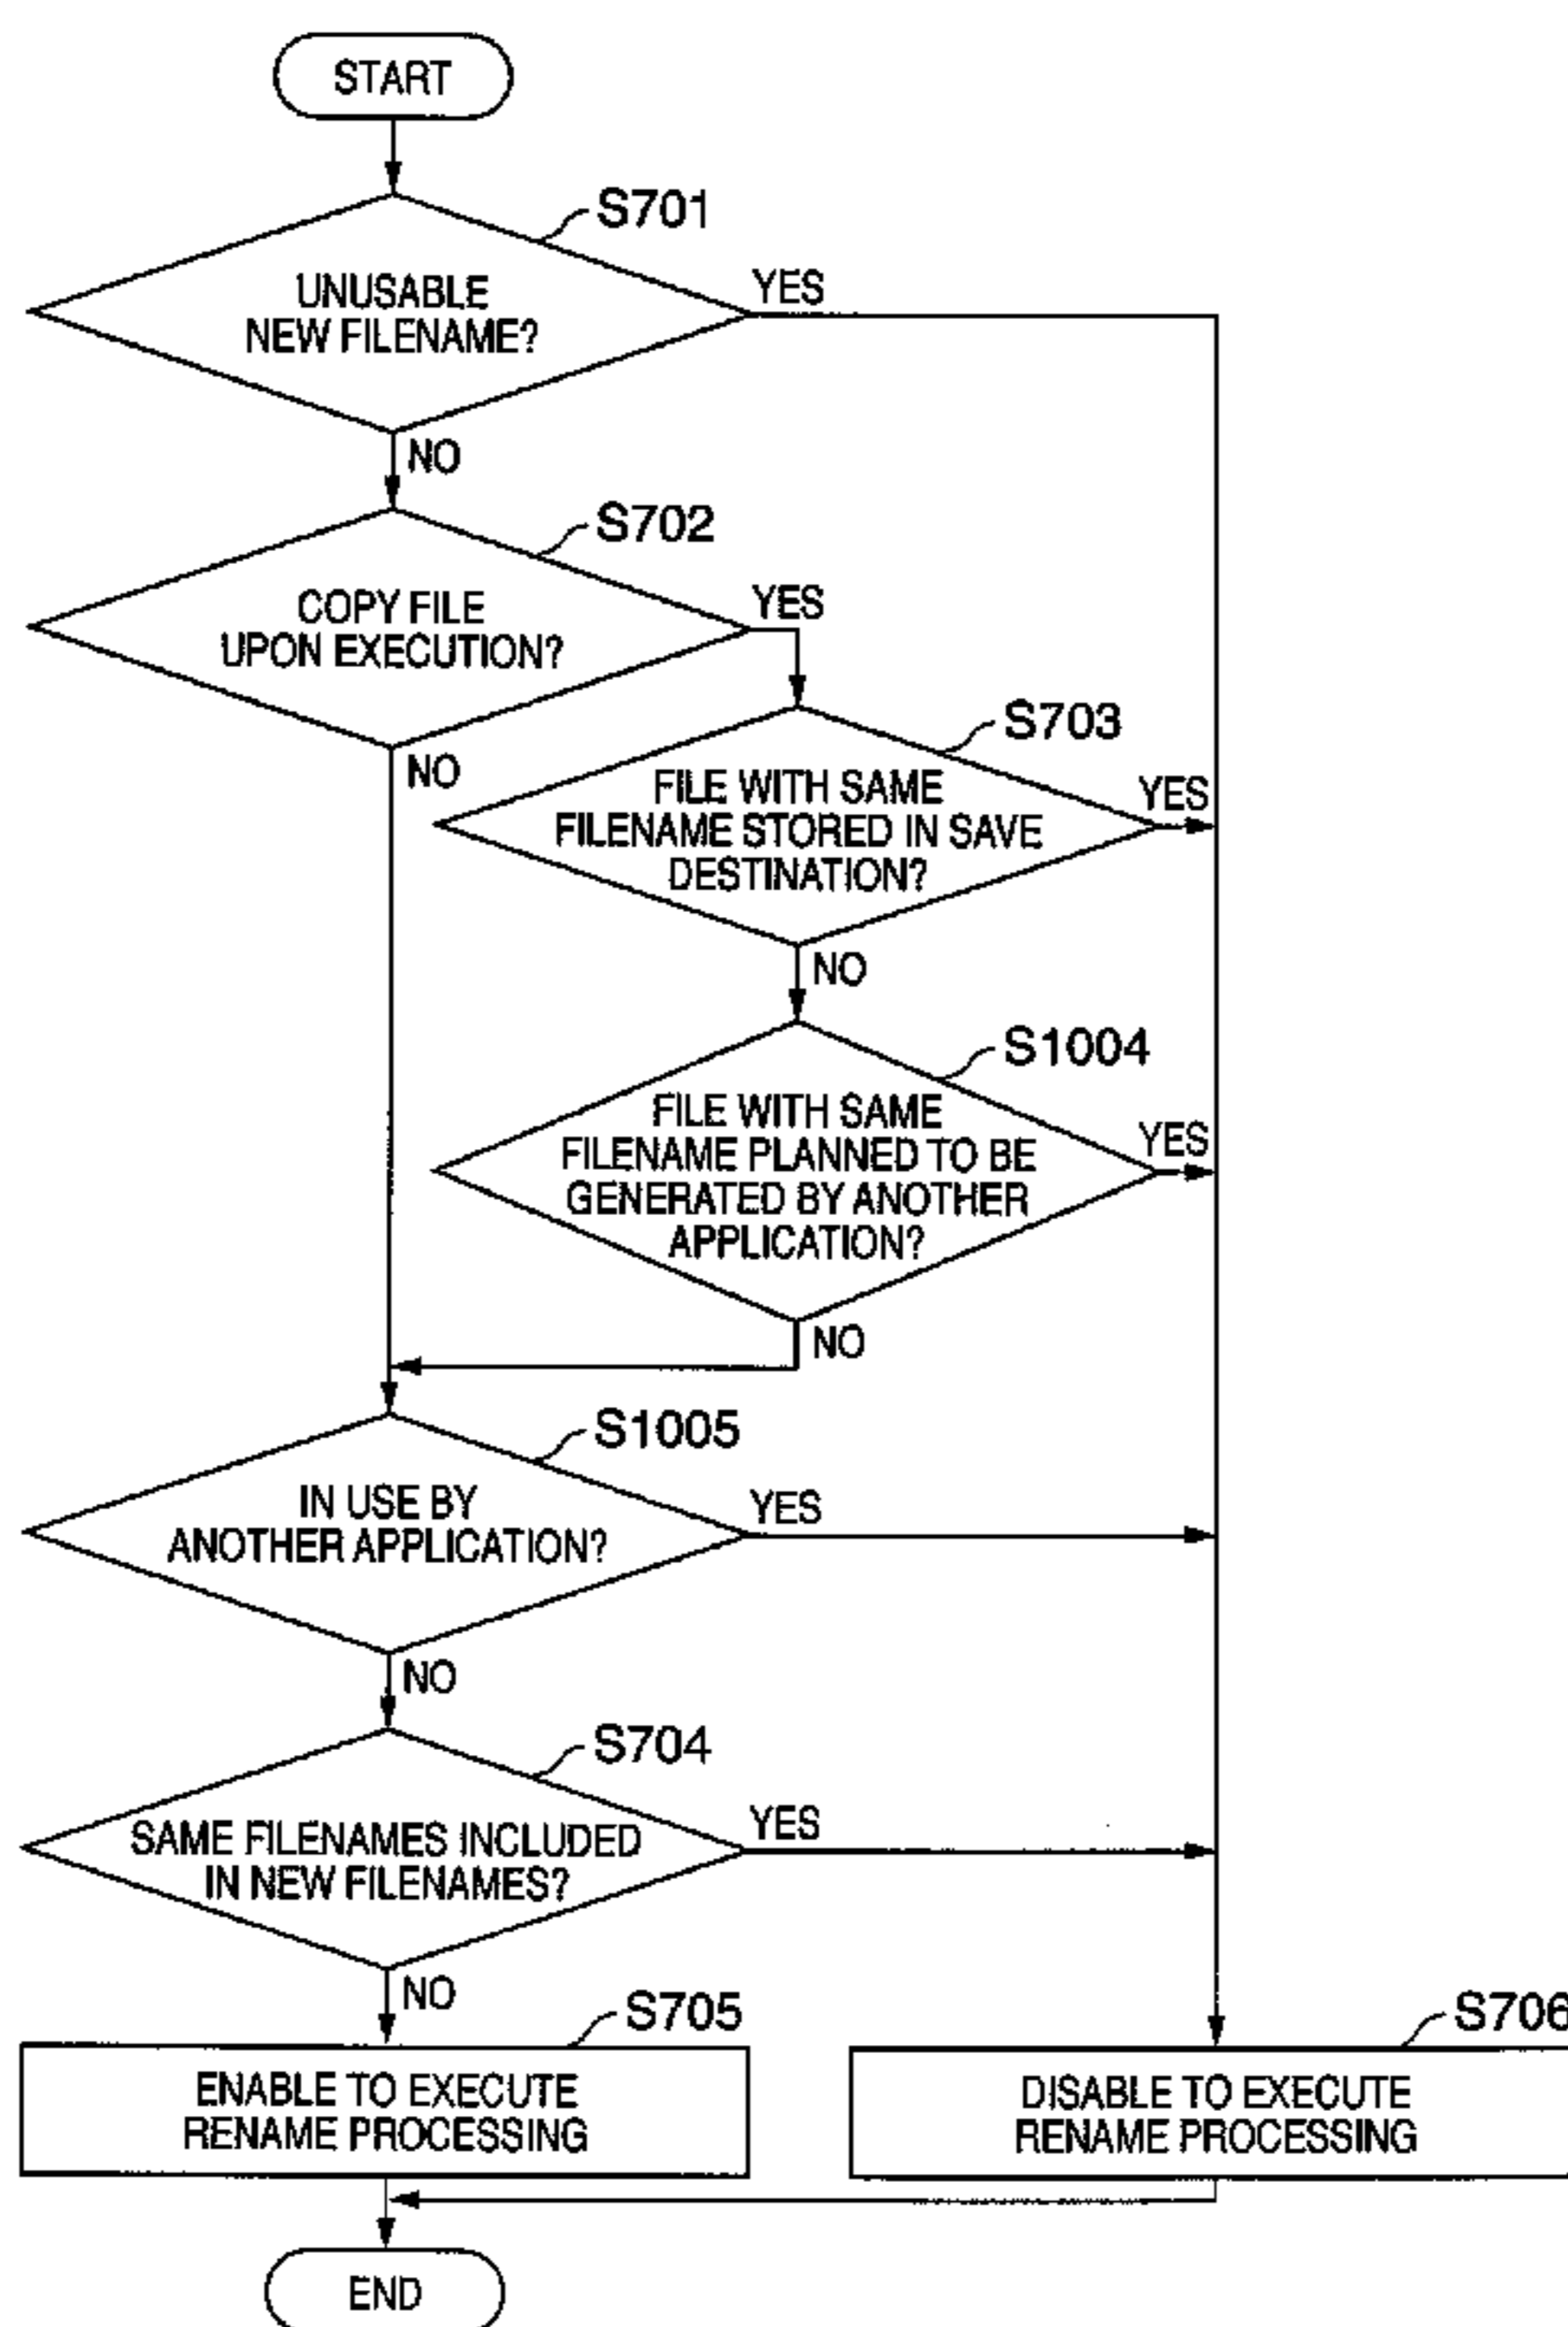 START
S701
UNUSABLE
NEW FILENAME?
YES
NO
S702
COPY FILE
UPON EXECUTION?
YES
NO
S703
FILE WITH SAME
FILENAME STORED IN SAVE
DESTINATION?
YES
NO
S1004
FILE WITH SAME
FILENAME PLANNED TO BE
GENERATED BY ANOTHER
APPLICATION?
YES
NO
S1005
IN USE BY
ANOTHER APPLICATION?
YES
NO
S704
SAME FILENAMES INCLUDED
IN NEW FILENAMES?
YES
NO
S705
ENABLE TO EXECUTE
RENAME PROCESSING
S706
DISABLE TO EXECUTE
RENAME PROCESSING
END